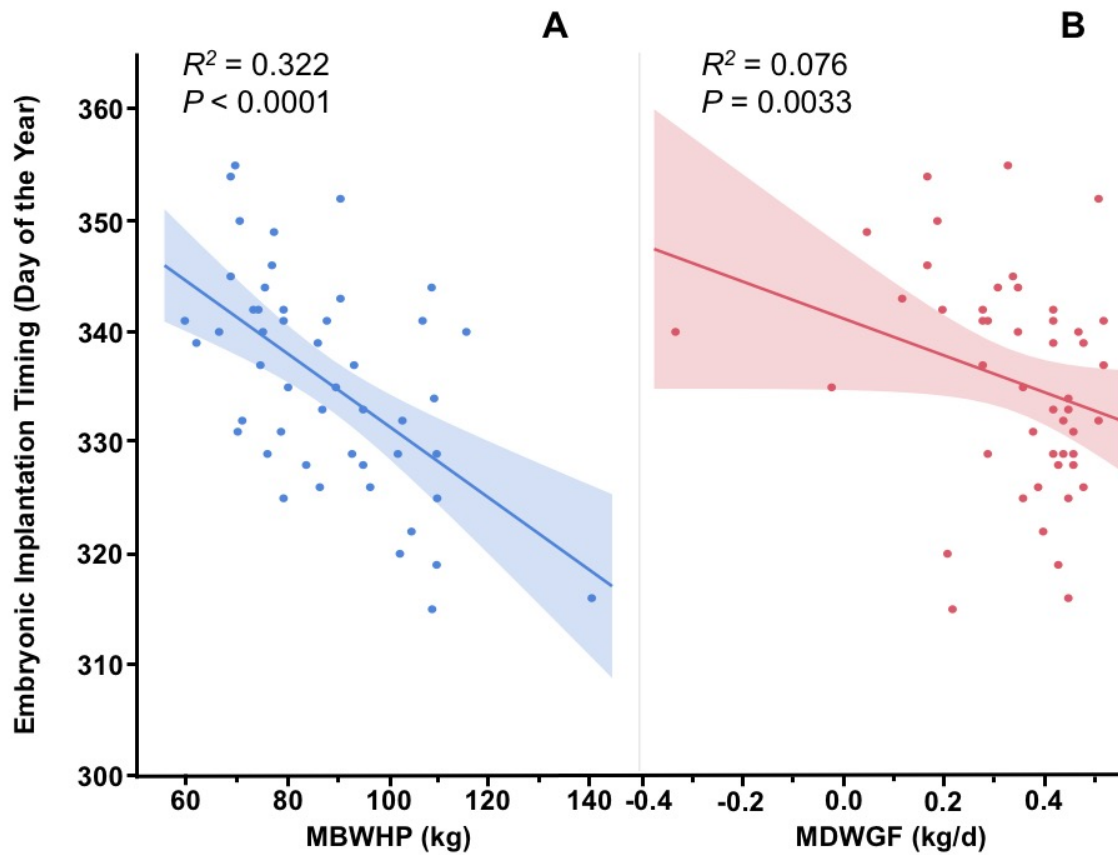 A
B
R² = 0.322
P < 0.0001
R² = 0.076
P = 0.0033
Embryonic Implantation Timing (Day of the Year)
360
350
340
330
320
310
300
60 80 100 120 140 -0.4 -0.2 0.0 0.2 0.4
MBWHP (kg) MDWGF (kg/d)